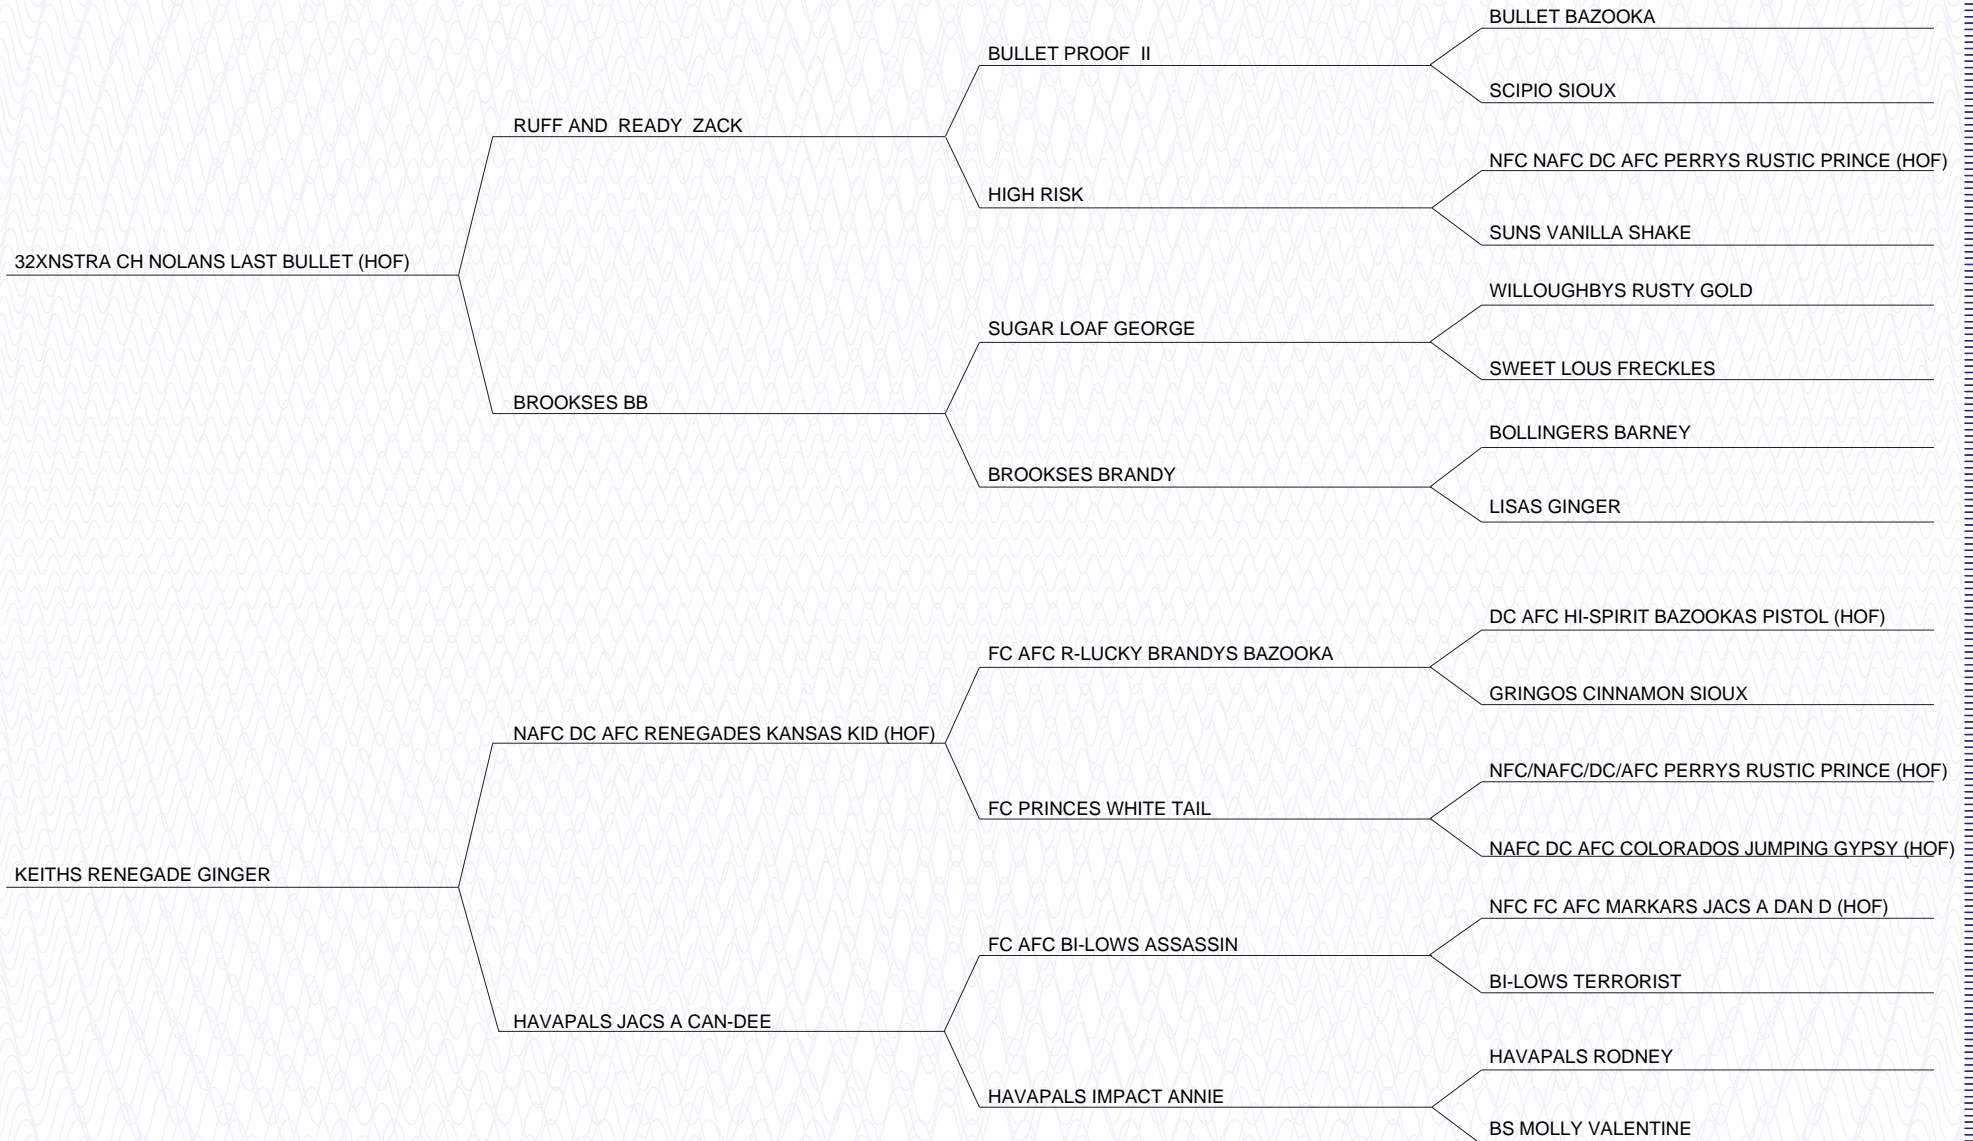 BULLET BAZOOKA
BULLET PROOF  II
SCIPIO SIOUX
RUFF AND  READY  ZACK
NFC NAFC DC AFC PERRYS RUSTIC PRINCE (HOF)
HIGH RISK
SUNS VANILLA SHAKE
32XNSTRA CH NOLANS LAST BULLET (HOF)
WILLOUGHBYS RUSTY GOLD
SUGAR LOAF GEORGE
SWEET LOUS FRECKLES
BROOKSES BB
BOLLINGERS BARNEY
BROOKSES BRANDY
LISAS GINGER
DC AFC HI-SPIRIT BAZOOKAS PISTOL (HOF)
FC AFC R-LUCKY BRANDYS BAZOOKA
GRINGOS CINNAMON SIOUX
NAFC DC AFC RENEGADES KANSAS KID (HOF)
NFC/NAFC/DC/AFC PERRYS RUSTIC PRINCE (HOF)
FC PRINCES WHITE TAIL
NAFC DC AFC COLORADOS JUMPING GYPSY (HOF)
KEITHS RENEGADE GINGER
NFC FC AFC MARKARS JACS A DAN D (HOF)
FC AFC BI-LOWS ASSASSIN
BI-LOWS TERRORIST
HAVAPALS JACS A CAN-DEE
HAVAPALS RODNEY
HAVAPALS IMPACT ANNIE
BS MOLLY VALENTINE